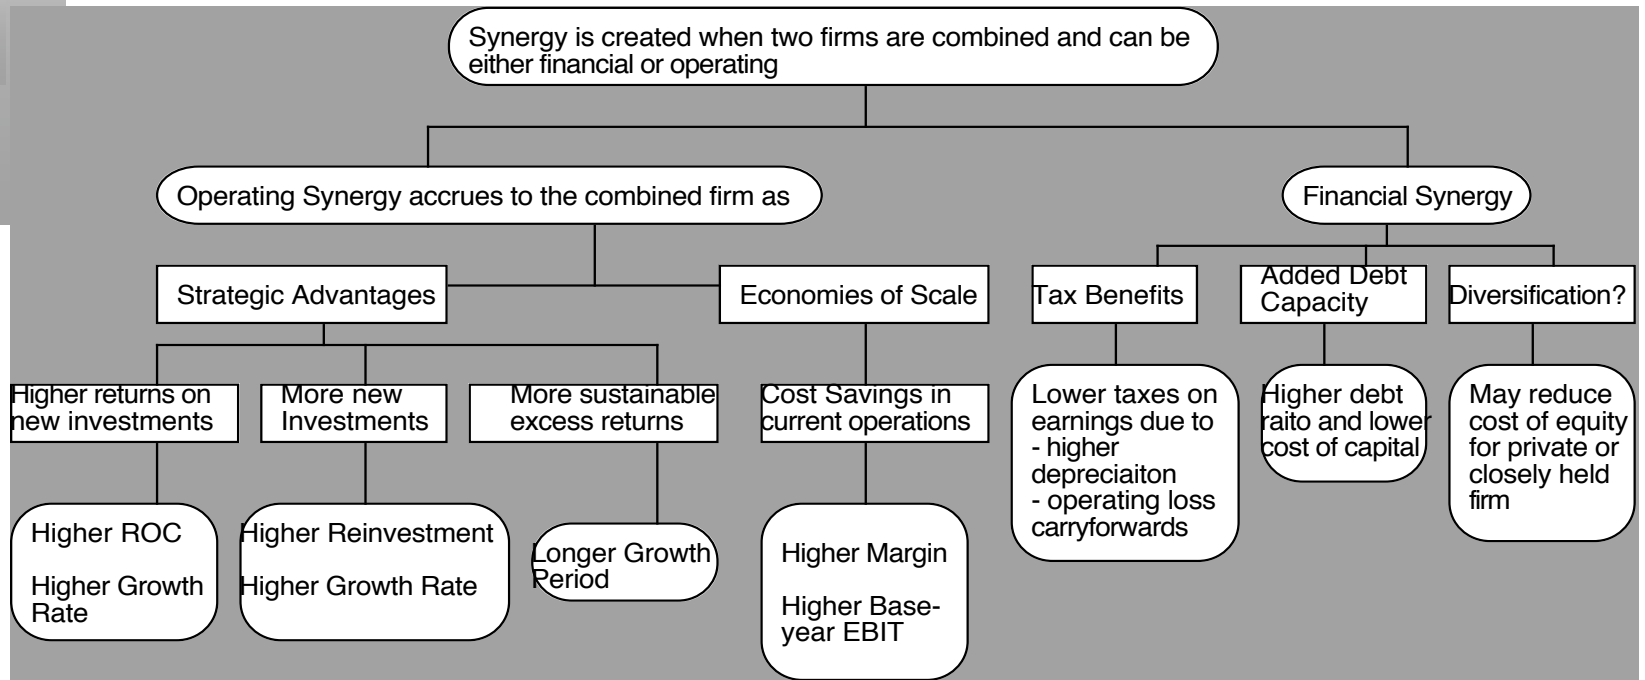 Synergy is created when two firms are combined and can be
either financial or operating
Operating Synergy accrues to the combined firm as
Financial Synergy
Strategic Advantages
Economies of Scale
Tax Benefits
Added Debt
Capacity
Diversification?
Higher returns on
new investments
More new
Investments
More sustainable
excess returns
Cost Savings in
current operations
Lower taxes on
earnings due to
- higher
depreciaiton
- operating loss
carryforwards
Higher debt
raito and lower
cost of capital
May reduce
cost of equity
for private or
closely held
firm
Higher ROC
Higher Growth
Rate
Higher Reinvestment
Higher Growth Rate
Longer Growth
Period
Higher Margin
Higher Base-
year EBIT